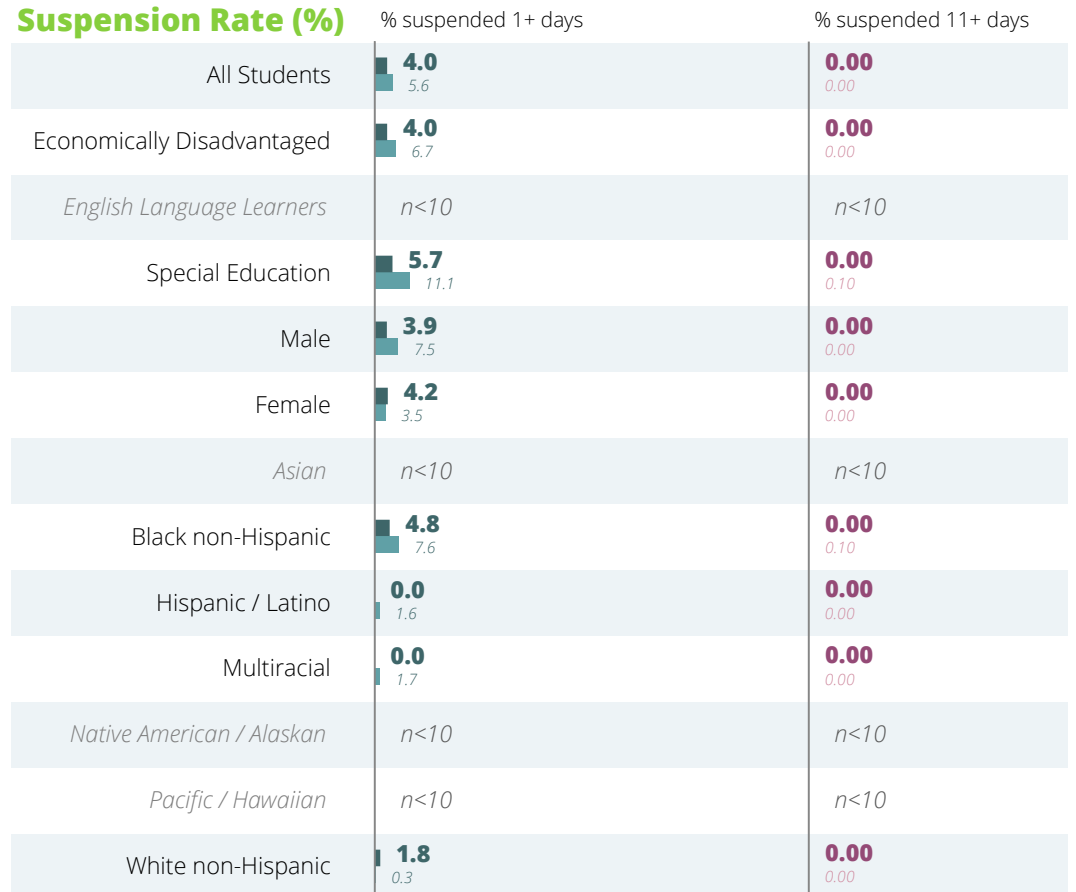 Suspension Rate (%) % suspended 1+ days % suspended 11+ days
All Students 4.0 0.00
5.6 0.00
Economically Disadvantaged 4.0 0.00
6.7 0.00
English Language Learners n<10 n<10
Special Education 5.7 0.00
11.1 0.10
Male 3.9 0.00
7.5 0.00
Female 4.2 0.00
3.5 0.00
Asian n<10 n<10
Black non-Hispanic 4.8 0.00
7.6 0.10
Hispanic / Latino 0.0 0.00
1.6 0.00
Multiracial 0.0 0.00
1.7 0.00
Native American / Alaskan n<10 n<10
Pacific / Hawaiian n<10 n<10
White non-Hispanic 1.8 0.00
0.3 0.00